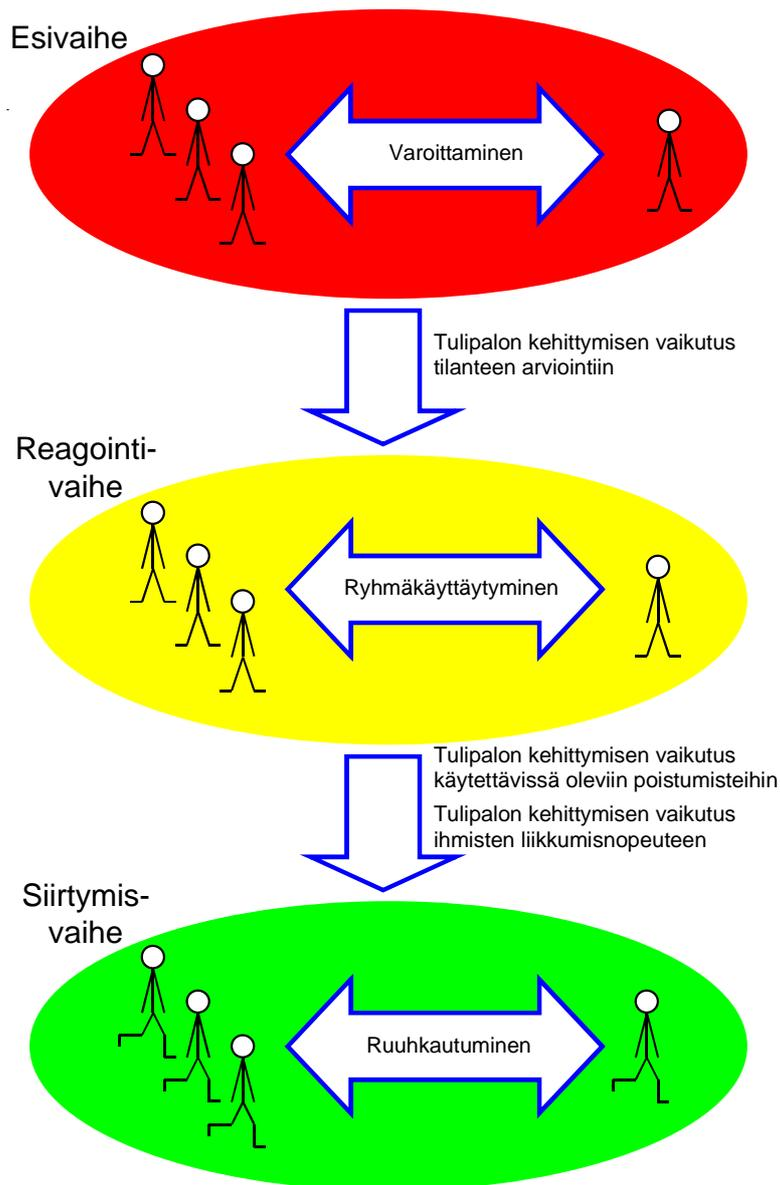 Esivaihe
Varoittaminen
Tulipalon kehittymisen vaikutus
tilanteen arviointiin
Reagointi-
vaihe
Ryhmäkäyttäytyminen
Tulipalon kehittymisen vaikutus
käytettävissä oleviin poistumisteihin
Tulipalon kehittymisen vaikutus
ihmisten liikkumisnopeuteen
Siirtymis-
vaihe
Ruuhkautuminen